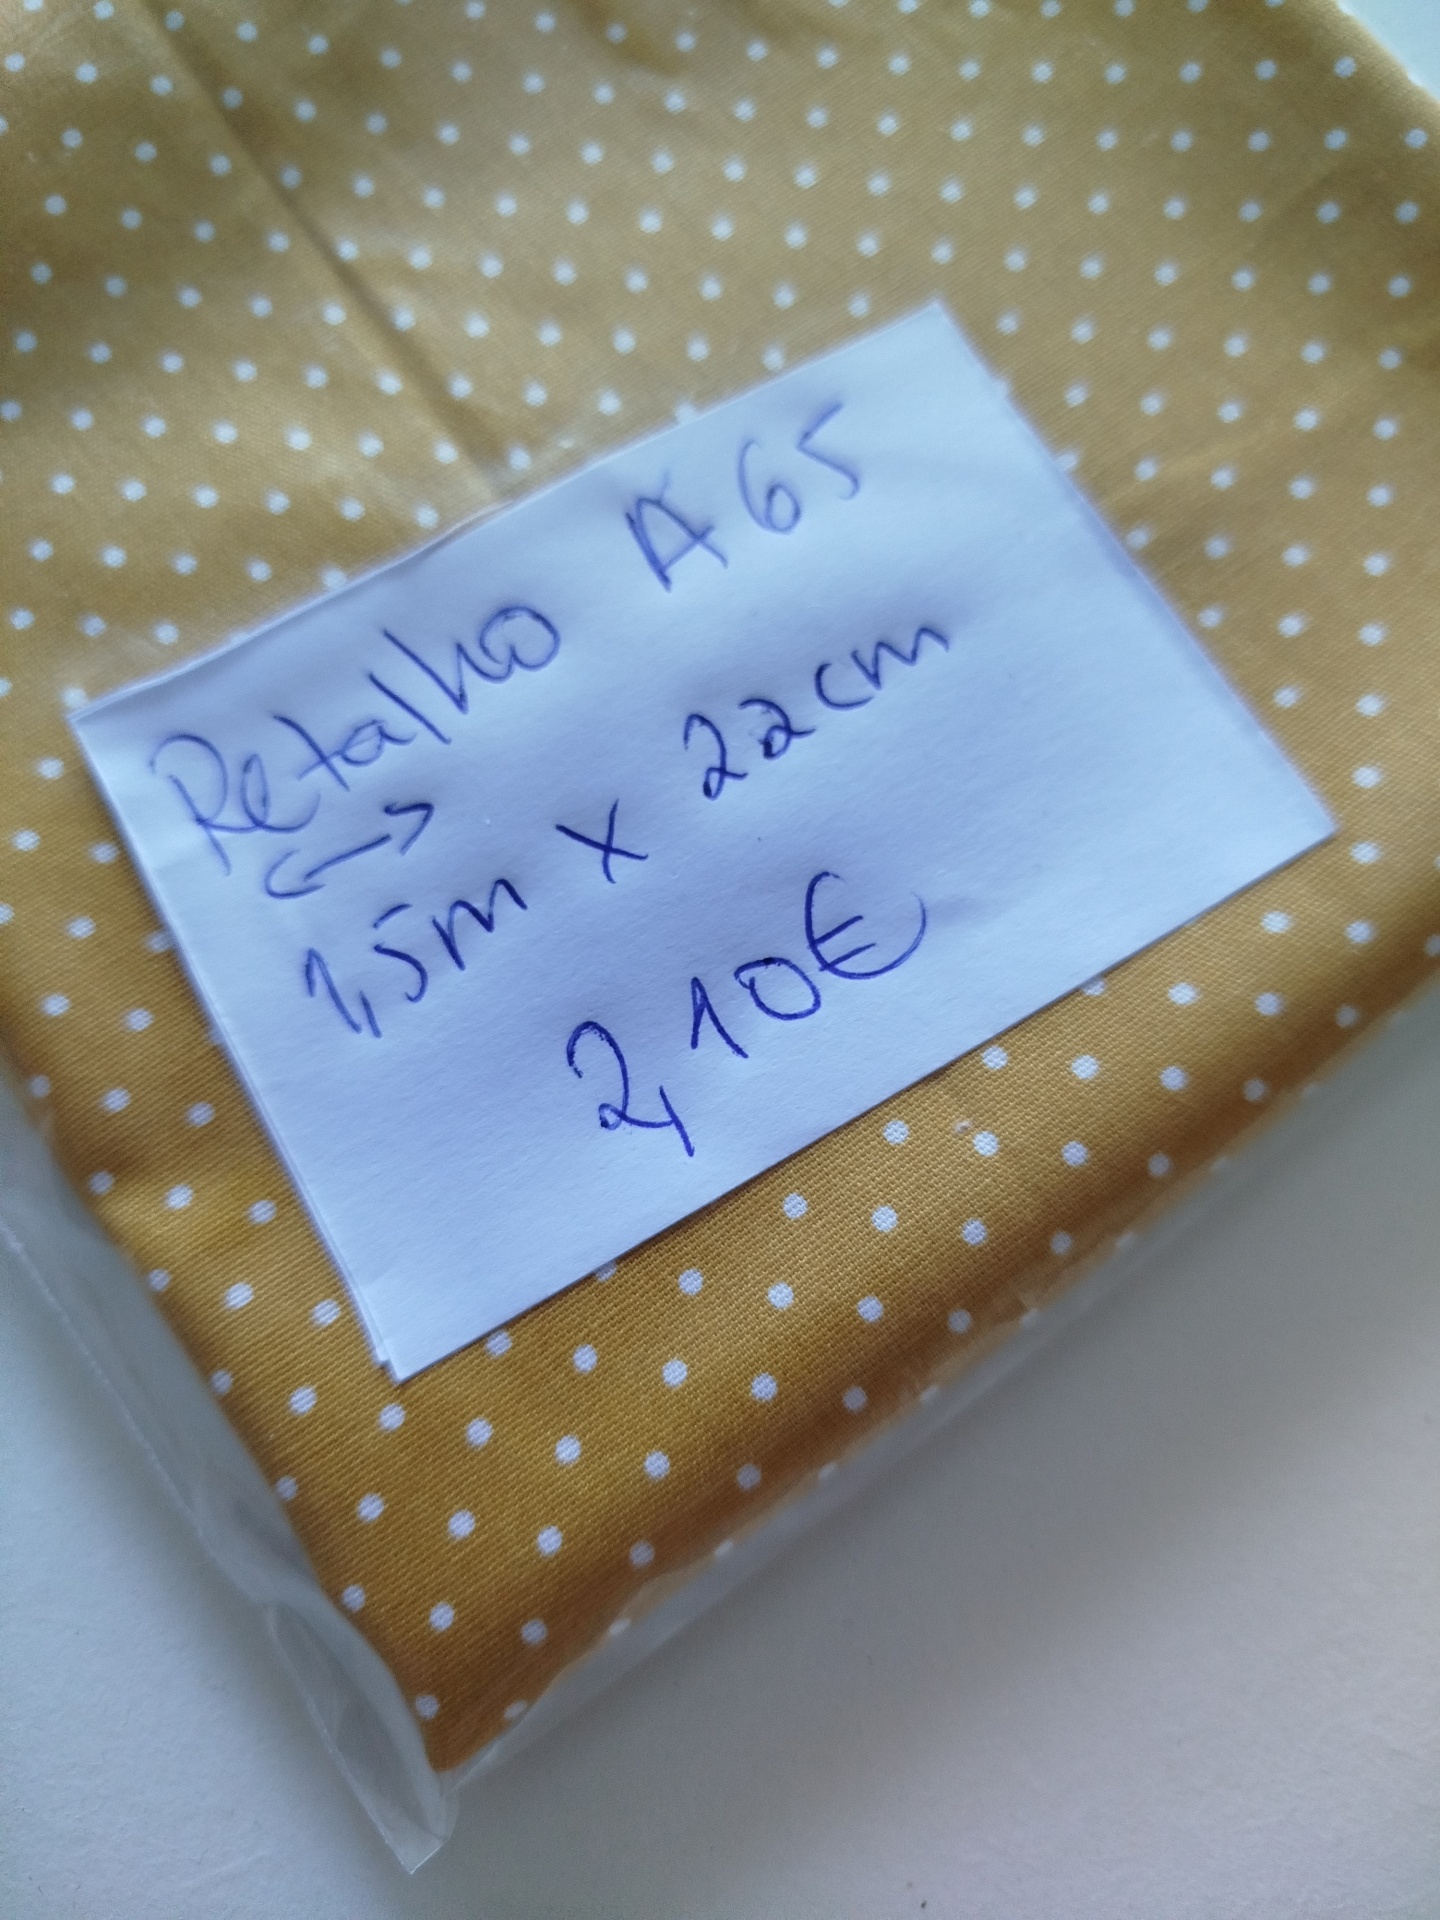 Retalho A65
↔
1,5m x 22cm
2,10€